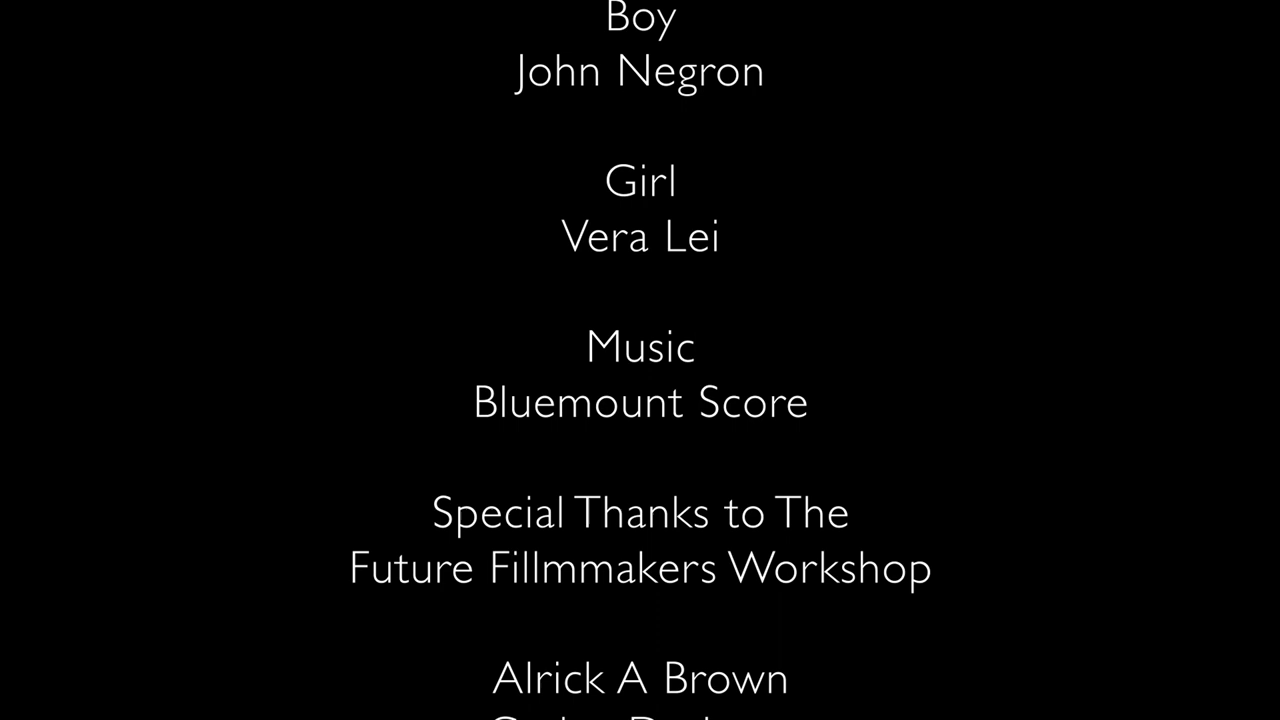 Boy
John Negron
Girl
Vera Lei
Music
Bluemount Score
Special Thanks to The
Future Fillmmakers Workshop
Alrick A Brown